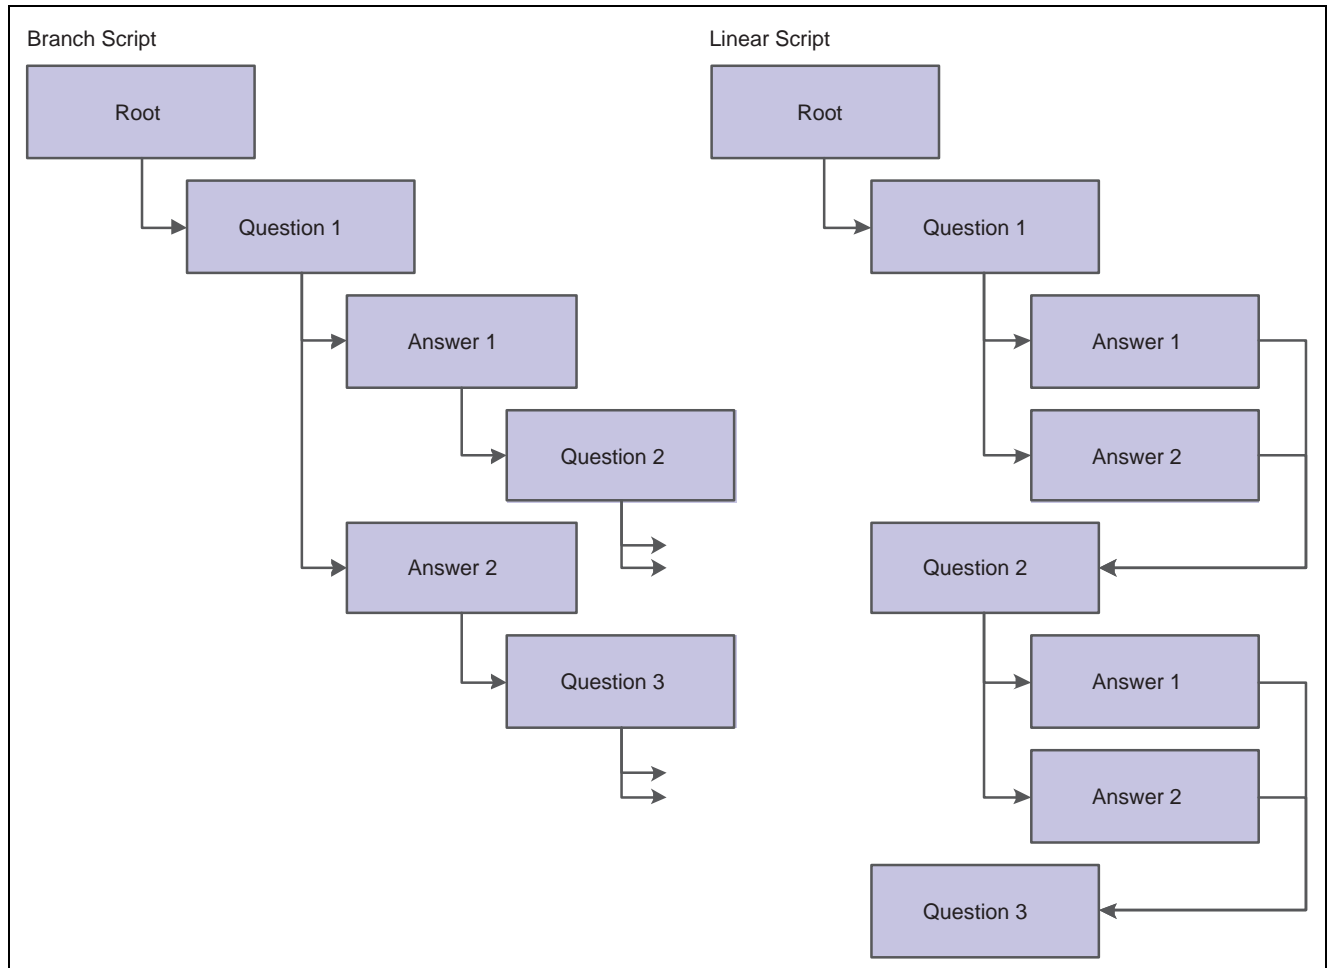 Branch Script
Root
Question 1
Answer 1
Question 2
Answer 2
Question 3
Linear Script
Root
Question 1
Answer 1
Answer 2
Question 2
Answer 1
Answer 2
Question 3